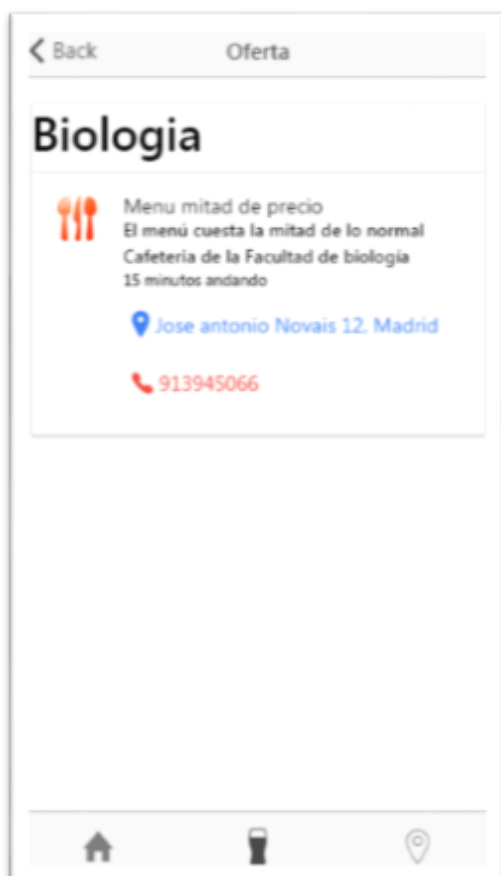 Back
Oferta
Biologia
Menu mitad de precio
El menú cuesta la mitad de lo normal
Cafeteria de la Facultad de biología
15 minutos andando
Jose antonio Novais 12. Madrid
913945066